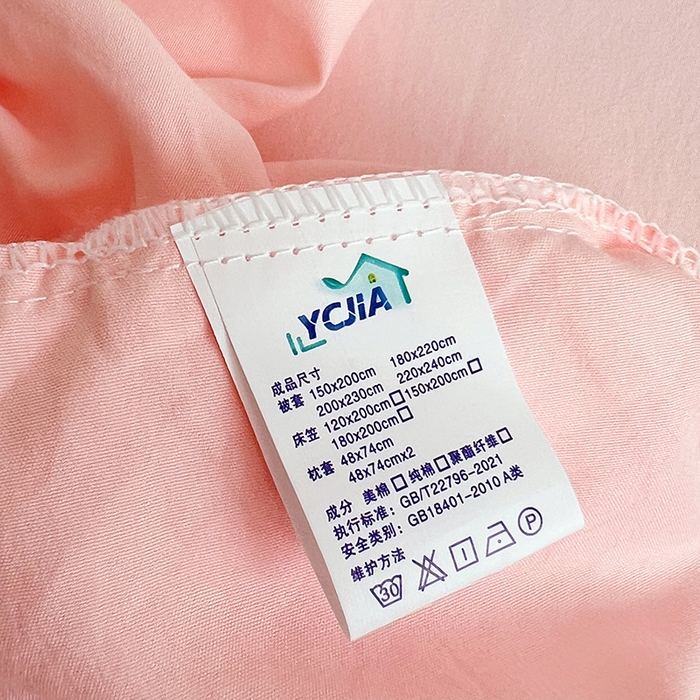 YCJiA
成品尺寸
被套 150x200cm 180x220cm
200x230cm 220x240cm
床笠 120x200cm□150x200cm□
180x200cm□
枕套 48x74cm
48x74cmx2
成分 美棉□纯棉□聚酯纤维□
执行标准：GB/T22796-2021
安全类别：GB18401-2010 A类
维护方法
30 P